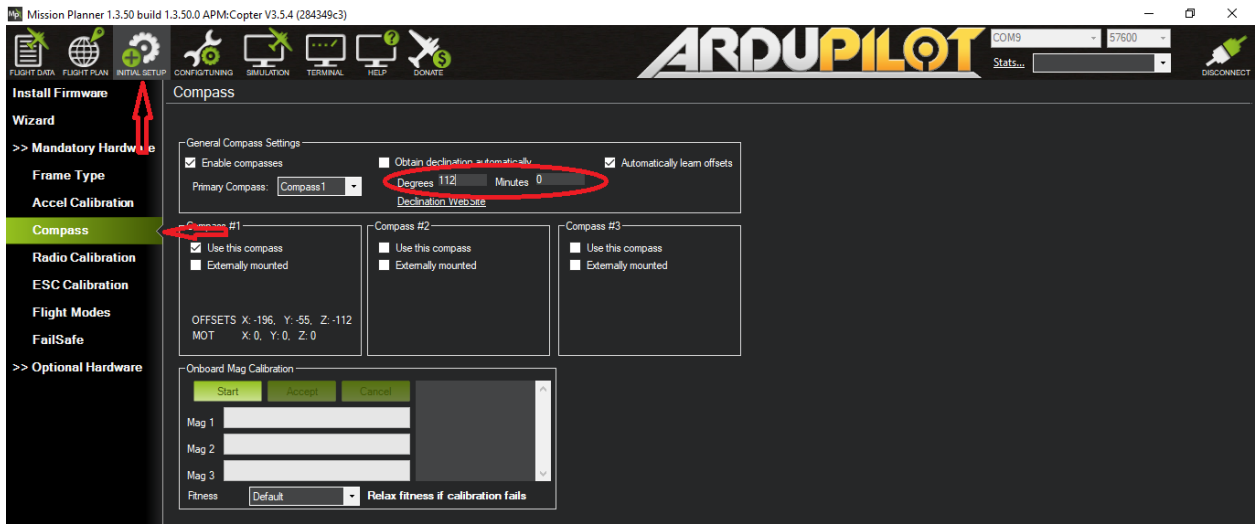 Mission Planner 1.3.50 build 1.3.50.0 APM:Copter V3.5.4 (284349c3)
FLIGHT DATA FLIGHT PLAN INITIAL SETUP CONFIG/TUNING SIMULATION TERMINAL HELP DONATE
ARDUPILOT
COM9 57600
Stats...
DISCONNECT
Install Firmware
Wizard
>> Mandatory Hardware
Frame Type
Accel Calibration
Compass
Radio Calibration
ESC Calibration
Flight Modes
FailSafe
>> Optional Hardware
Compass
General Compass Settings
Enable compasses Obtain declination automatically Automatically learn offsets
Primary Compass: Compass1 Degrees 112 Minutes 0
Declination WebSite
Compass #1 Compass #2 Compass #3
Use this compass Use this compass Use this compass
Externally mounted Externally mounted Externally mounted
OFFSETS X: -196, Y: -55, Z: -112
MOT X: 0, Y: 0, Z: 0
Onboard Mag Calibration
Start Accept Cancel
Mag 1
Mag 2
Mag 3
Fitness Default Relax fitness if calibration fails